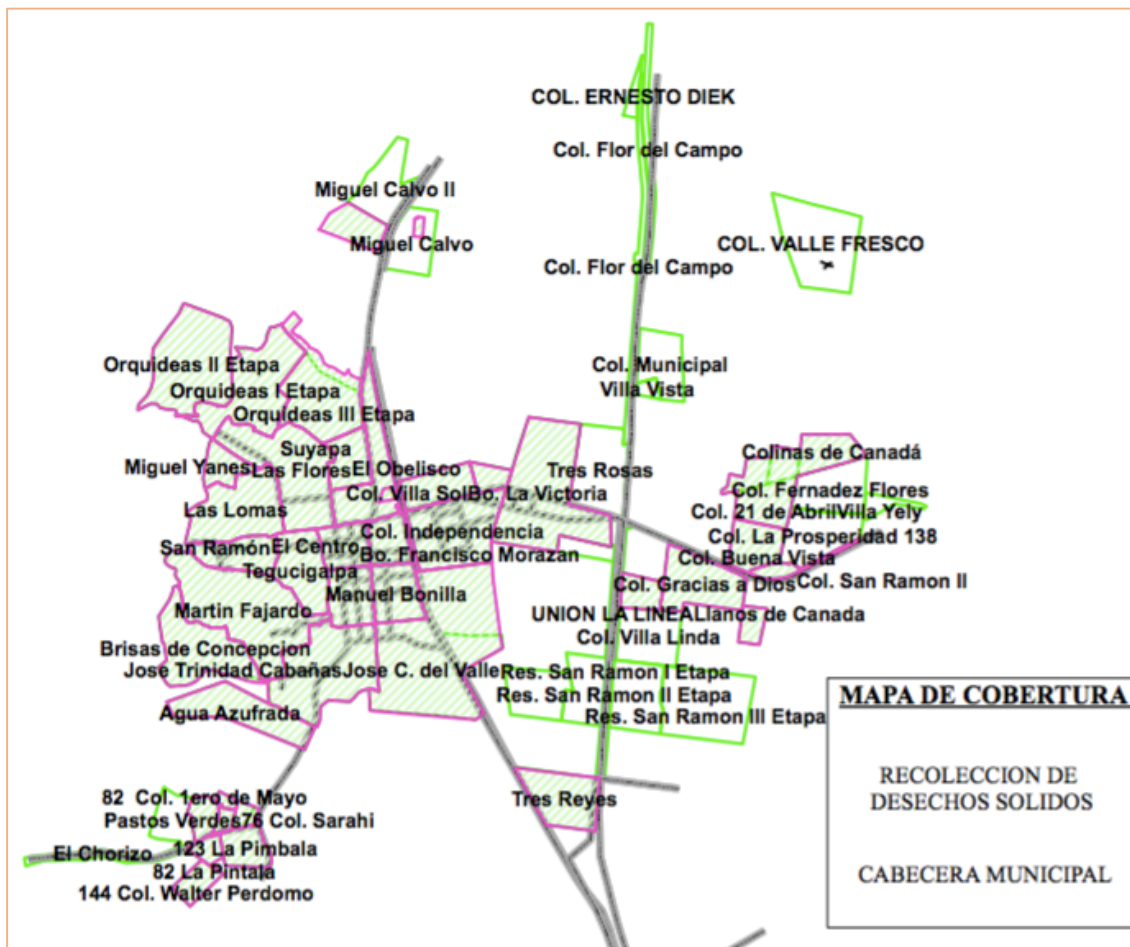 COL. ERNESTO DIEK
Col. Flor del Campo
Miguel Calvo II
Miguel Calvo
COL. VALLE FRESCO
Col. Flor del Campo
Orquideas II Etapa
Col. Municipal
Orquideas I Etapa
Villa Vista
Orquideas III Etapa
Suyapa
Colinas de Canadá
Miguel Yanes
Las Flores
El Obelisco
Tres Rosas
Col. Villa Sol
Bo. La Victoria
Col. Fernadez Flores
Las Lomas
Col. 21 de Abril
Villa Yely
Col. Independencia
Col. La Prosperidad 138
San Ramón
El Centro
Bo. Francisco Morazan
Col. Buena Vista
Tegucigalpa
Col. Gracias a Dios
Col. San Ramon II
Manuel Bonilla
Martin Fajardo
UNION LA LINEA
Llanos de Canada
Col. Villa Linda
Brisas de Concepcion
Jose Trinidad Cabañas
Jose C. del Valle
Res. San Ramon I Etapa
Res. San Ramon II Etapa
Agua Azufrada
Res. San Ramon III Etapa
MAPA DE COBERTURA
RECOLECCION DE
DESECHOS SOLIDOS
CABECERA MUNICIPAL
82 Col. 1ero de Mayo
Tres Reyes
Pastos Verdes
76 Col. Sarahi
El Chorizo
123 La Pimbala
82 La Pintala
144 Col. Walter Perdomo